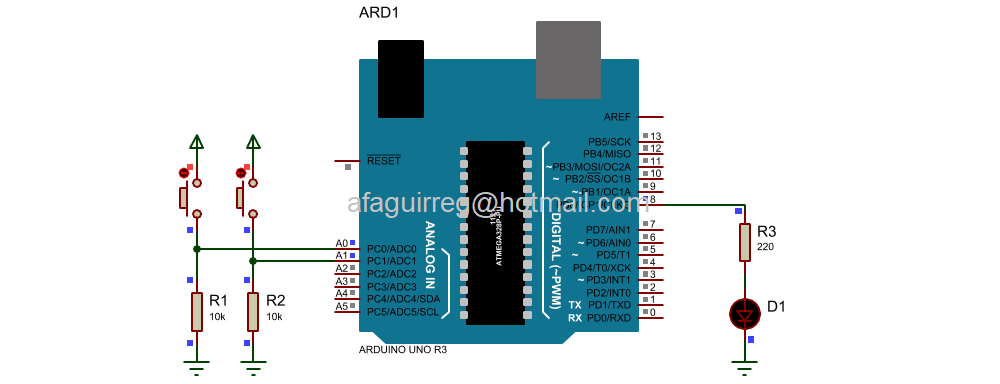 ARD1
AREF
RESET
PB5/SCK 13
PB4/MISO 12
~PB3/MOSI/OC2A 11
~ PB2/SS/OC1B 10
~ PB1/OC1A 9
8
afaguirreg@hotmail.com
PD7/AIN1 7
~ PD6/AIN0 6
~ PD5/T1 5
PD4/T0/XCK 4
~ PD3/INT1 3
PD2/INT0 2
TX PD1/TXD 1
RX PD0/RXD 0
A0 PC0/ADC0
A1 PC1/ADC1
A2 PC2/ADC2
A3 PC3/ADC3
A4 PC4/ADC4/SDA
A5 PC5/ADC5/SCL
ANALOG IN
ATMEGA328P
DIGITAL (~PWM)
R1
10k
R2
10k
R3
220
D1
ARDUINO UNO R3